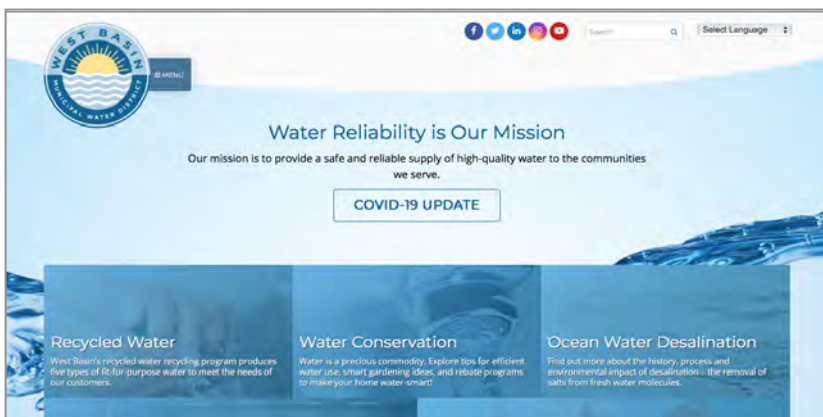 WEST BASIN
MUNICIPAL WATER DISTRICT
Search
Select Language
≡ MENU
Water Reliability is Our Mission
Our mission is to provide a safe and reliable supply of high-quality water to the communities
we serve.
COVID-19 UPDATE
Recycled Water
West Basin's recycled water recycling program produces
five types of fit-for-purpose water to meet the needs of
our customers.
Water Conservation
Water is a precious commodity. Explore tips for efficient
water use, smart gardening ideas, and rebate programs
to make your home water-smart!
Ocean Water Desalination
Find out more about the history, process and
environmental impact of desalination – the removal of
salts from fresh water molecules.